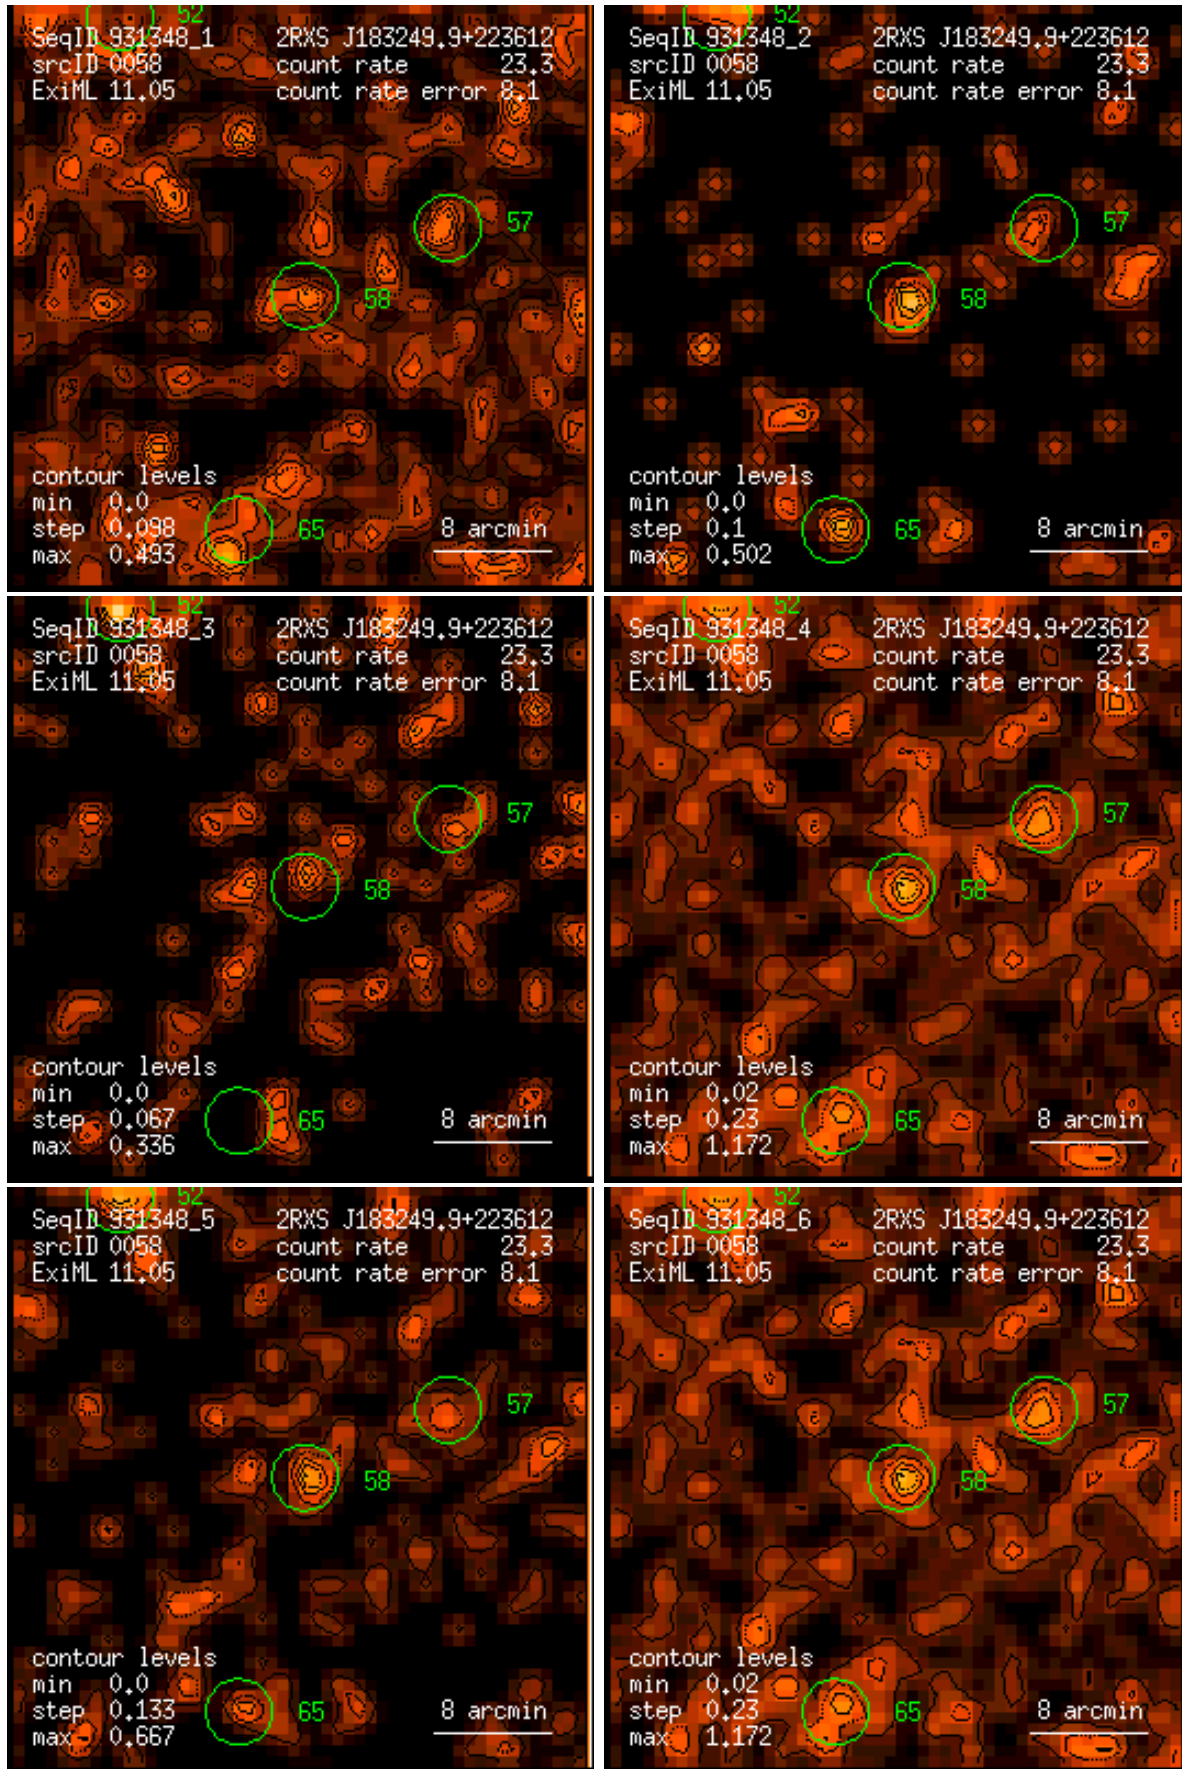 52
SeqID 931348_1 2RXS J183249.9+223612
srcID 0058 count rate 23.3
ExiML 11.05 count rate error 8.1
57
58
contour levels
min 0.0
step 0.098 65 8 arcmin
max 0.493
52
SeqID 931348_2 2RXS J183249.9+223612
srcID 0058 count rate 23.3
ExiML 11.05 count rate error 8.1
57
58
contour levels
min 0.0
step 0.1 65 8 arcmin
max 0.502
52
SeqID 931348_3 2RXS J183249.9+223612
srcID 0058 count rate 23.3
ExiML 11.05 count rate error 8.1
57
58
contour levels
min 0.0
step 0.067 65 8 arcmin
max 0.336
52
SeqID 931348_4 2RXS J183249.9+223612
srcID 0058 count rate 23.3
ExiML 11.05 count rate error 8.1
57
58
contour levels
min 0.02
step 0.23 65 8 arcmin
max 1.172
52
SeqID 931348_5 2RXS J183249.9+223612
srcID 0058 count rate 23.3
ExiML 11.05 count rate error 8.1
57
58
contour levels
min 0.0
step 0.133 65 8 arcmin
max 0.667
52
SeqID 931348_6 2RXS J183249.9+223612
srcID 0058 count rate 23.3
ExiML 11.05 count rate error 8.1
57
58
contour levels
min 0.02
step 0.23 65 8 arcmin
max 1.172